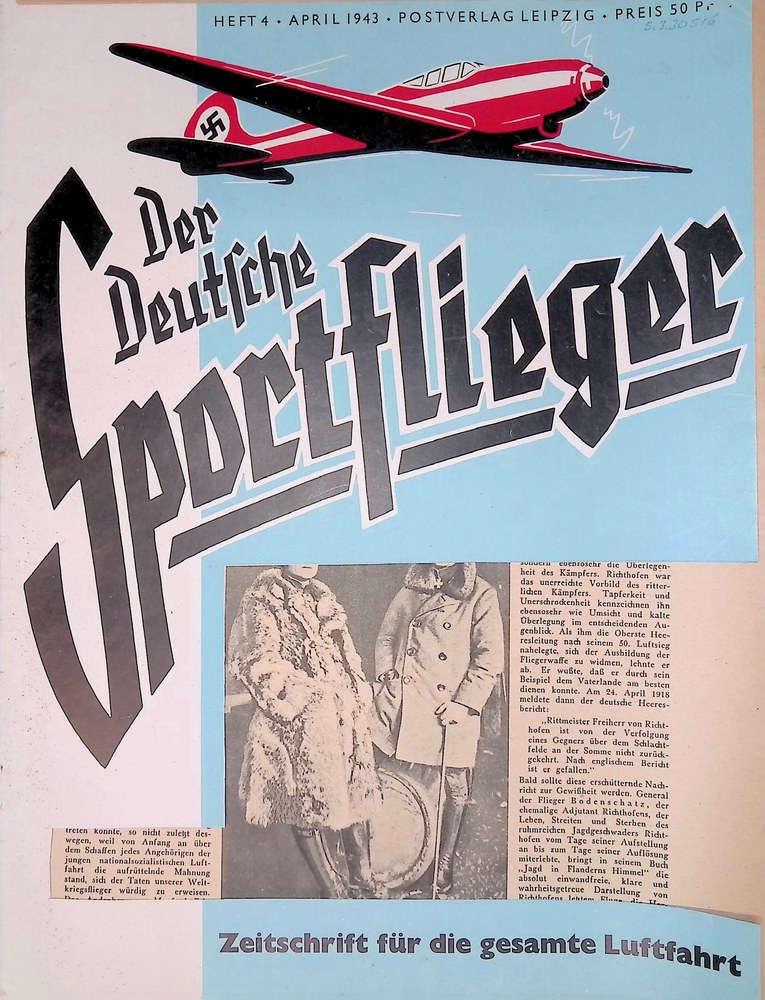 HEFT 4 • APRIL 1943 • POSTVERLAG LEIPZIG • PREIS 50
Der
Deutsche
Sportflieger
sondern ebensosehr die Überlegen-
heit des Kämpfers. Richthofen war
das unerreichte Vorbild des ritter-
lichen Kämpfers. Tapferkeit und
Unerschrockenheit kennzeichnen ihn
ebensosehr wie Umsicht und kalte
Überlegung im entscheidenden Au-
genblick. Als ihm die Oberste Hee-
resleitung nach seinem 50. Luftsieg
nahelegte, sich der Ausbildung der
Fliegerwaffe zu widmen, lehnte er
ab. Er wußte, daß er durch sein
Beispiel dem Vaterlande am besten
dienen konnte. Am 24. April 1918
meldete dann der deutsche Heeres-
bericht:
„Rittmeister Freiherr von Richt-
hofen ist von der Verfolgung
eines Gegners über dem Schlacht-
felde an der Somme nicht zurück-
gekehrt. Nach englischem Bericht
ist er gefallen.“
Bald sollte diese erschütternde Nach-
richt zur Gewißheit werden. General
der Flieger Bodenschatz, der
ehemalige Adjutant Richthofens, der
Leben, Streiten und Sterben des
ruhmreichen Jagdgeschwaders Richt-
hofen vom Tage seiner Aufstellung
an bis zum Tage seiner Auflösung
miterlebte, bringt in seinem Buch
„Jagd in Flanderns Himmel“ die
absolut einwandfreie, klare und
wahrheitsgetreue Darstellung von
Richthofens letztem Fluge
treten konnte, so nicht zuletzt des-
wegen, weil von Anfang an über
dem Schaffen jedes Angehörigen der
jungen nationalsozialistischen Luft-
fahrt die aufrüttelnde Mahnung
stand, sich der Taten unserer Welt-
kriegsflieger würdig zu erweisen.
Zeitschrift für die gesamte Luftfahrt